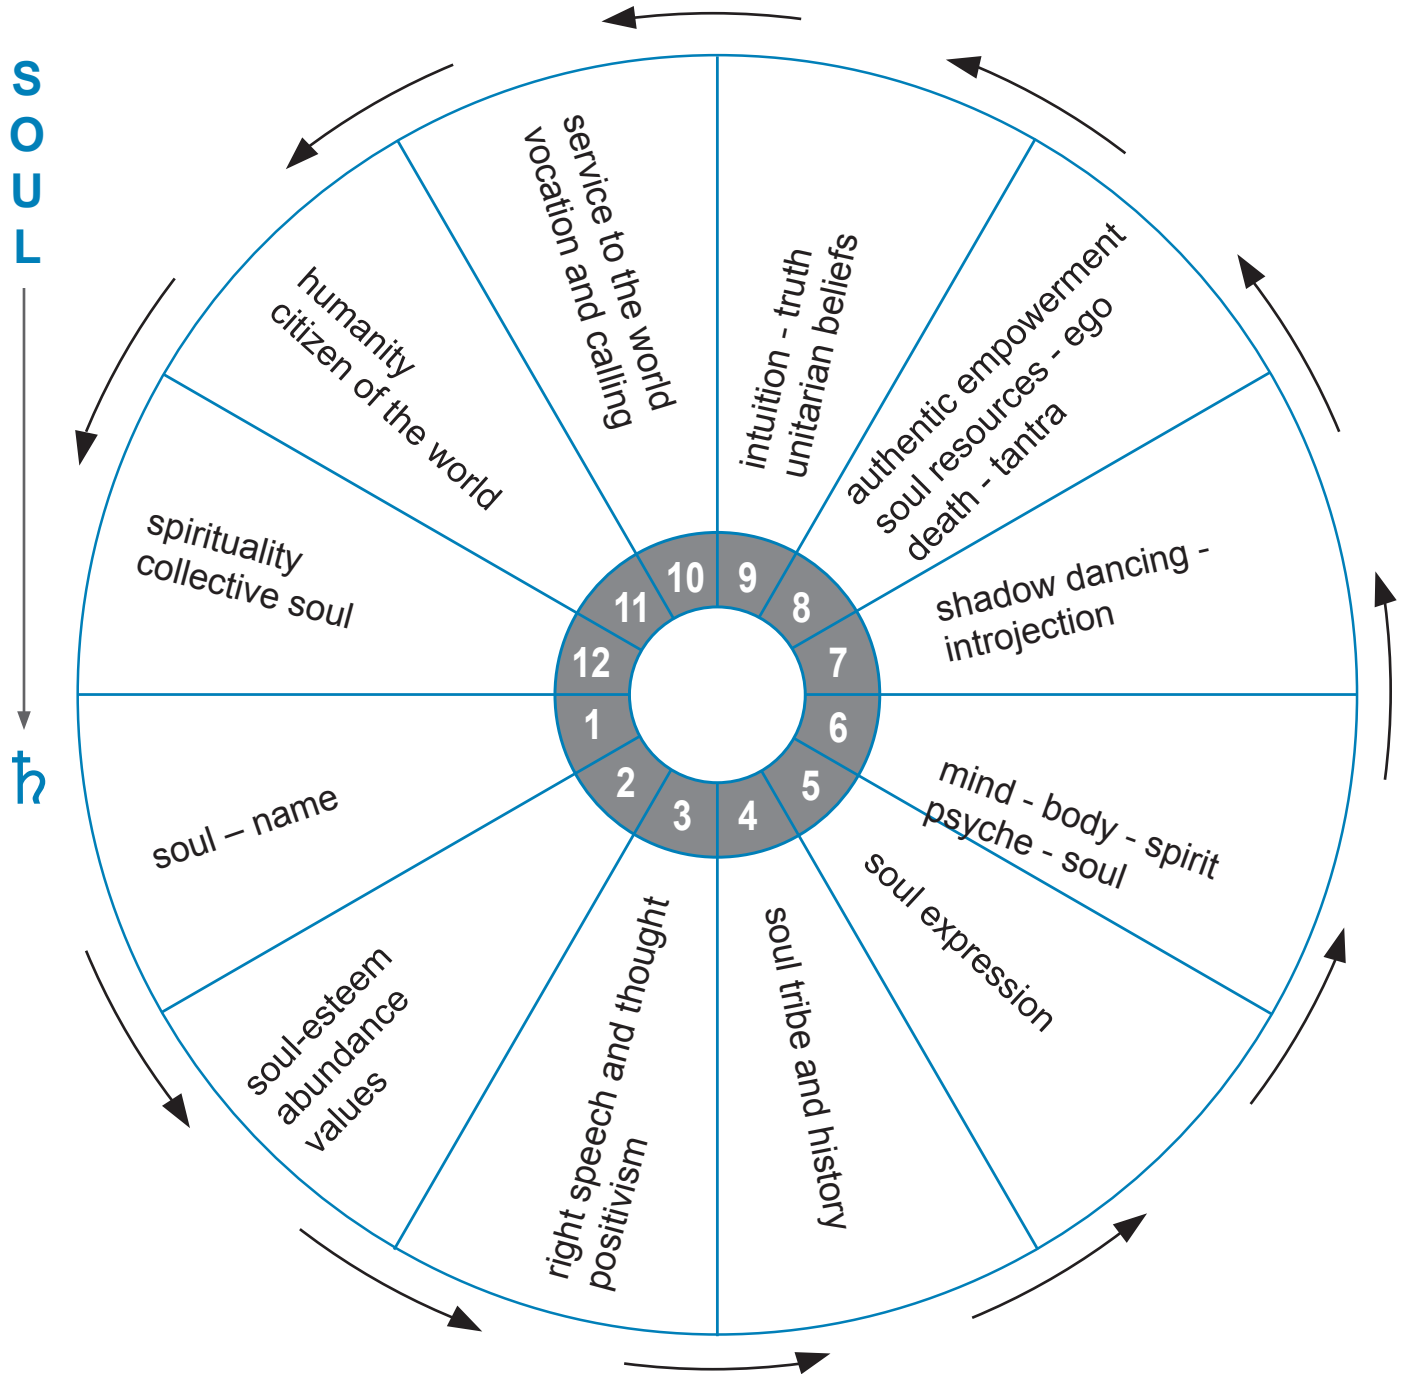 SOUL
♄
service to the world
vocation and calling
intuition - truth
unitarian beliefs
authentic empowerment
soul resources - ego
death - tantra
shadow dancing -
introjection
mind - body - spirit
psyche - soul
soul expression
soul tribe and history
right speech and thought
positivism
soul-esteem
abundance
values
soul – name
spirituality
collective soul
humanity
citizen of the world
10
9
8
7
6
5
4
3
2
1
12
11